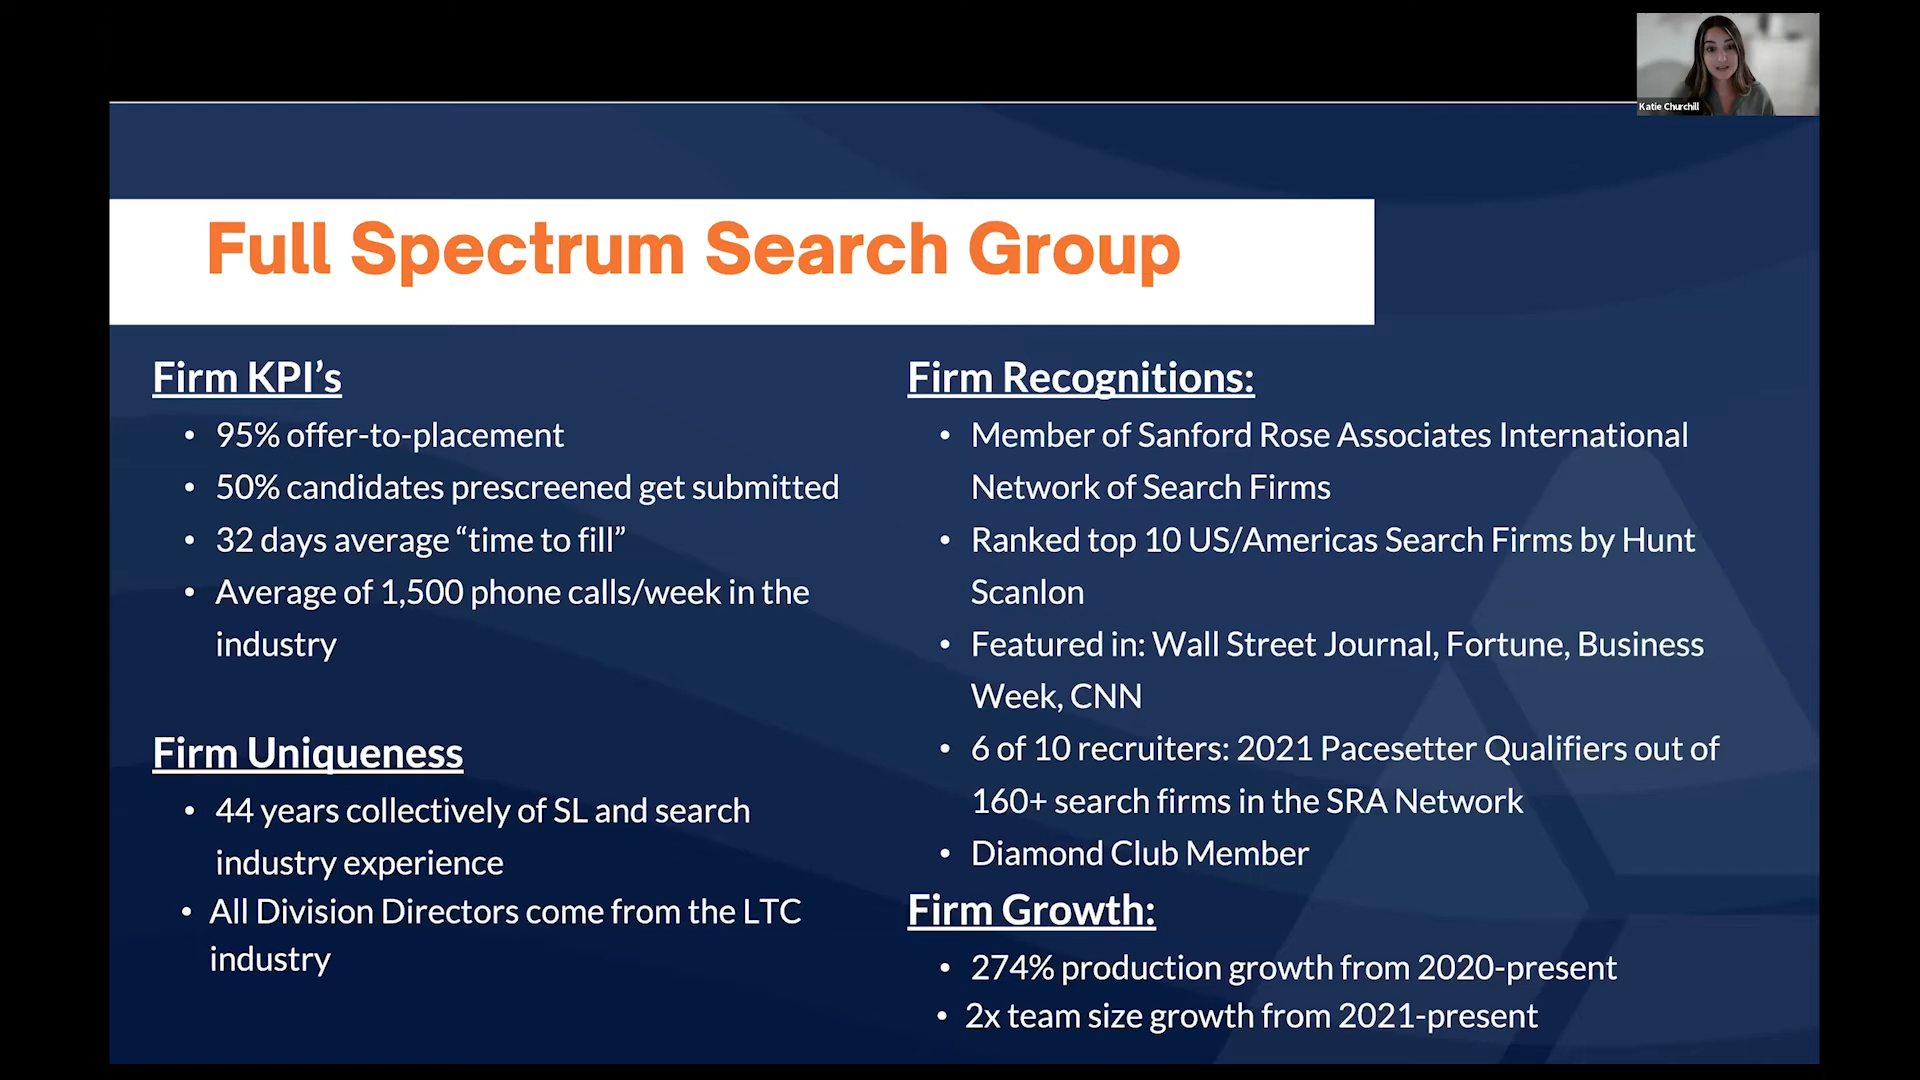 Katie Churchill
Full Spectrum Search Group
Firm KPI’s
• 95% offer-to-placement
• 50% candidates prescreened get submitted
• 32 days average “time to fill”
• Average of 1,500 phone calls/week in the
industry
Firm Uniqueness
• 44 years collectively of SL and search
industry experience
• All Division Directors come from the LTC
industry
Firm Recognitions:
• Member of Sanford Rose Associates International
Network of Search Firms
• Ranked top 10 US/Americas Search Firms by Hunt
Scanlon
• Featured in: Wall Street Journal, Fortune, Business
Week, CNN
• 6 of 10 recruiters: 2021 Pacesetter Qualifiers out of
160+ search firms in the SRA Network
• Diamond Club Member
Firm Growth:
• 274% production growth from 2020-present
• 2x team size growth from 2021-present